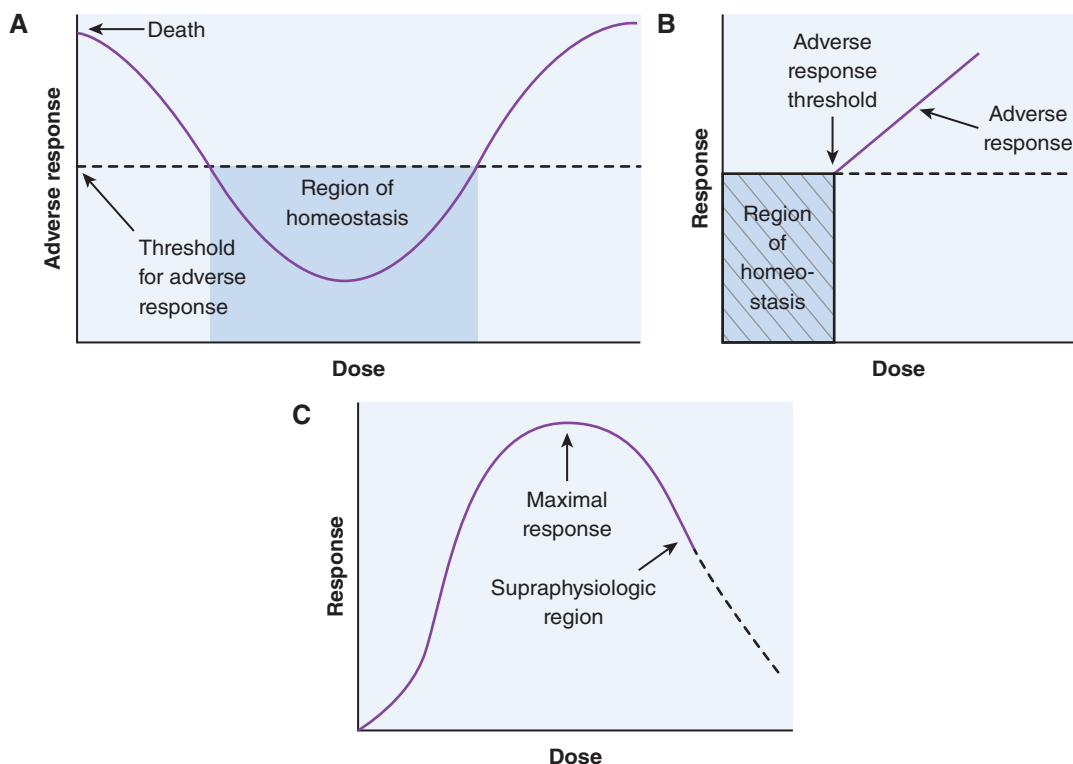 A
Death
Adverse response
Region of
homeostasis
Threshold
for adverse
response
Dose
B
Adverse
response
threshold
Adverse
response
Response
Region
of
homeo-
stasis
Dose
C
Maximal
response
Supraphysiologic
region
Response
Dose